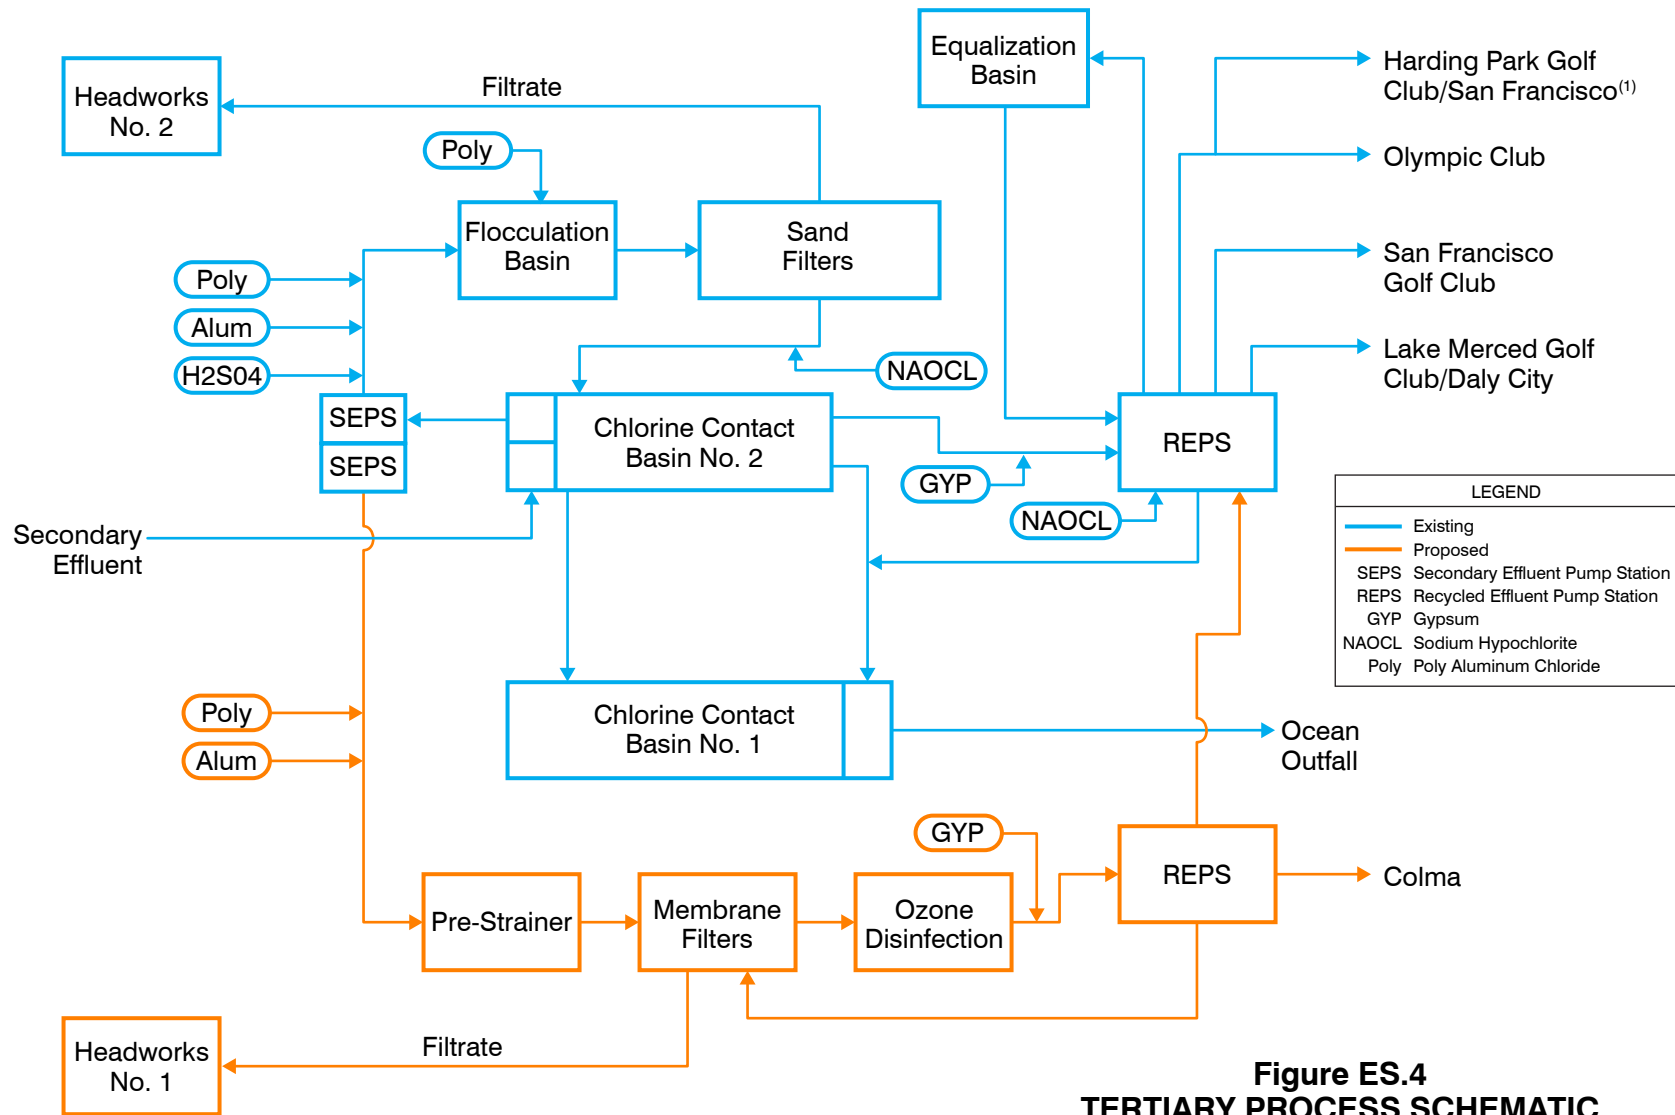 Equalization
Basin
Harding Park Golf
Club/San Francisco(1)
Headworks
No. 2
Filtrate
Poly
Olympic Club
Flocculation
Basin
Sand
Filters
San Francisco
Golf Club
Poly
Alum
H2S04
NAOCL
Lake Merced Golf
Club/Daly City
SEPS
SEPS
Chlorine Contact
Basin No. 2
REPS
GYP
NAOCL
Secondary
Effluent
LEGEND
Existing
Proposed
SEPS Secondary Effluent Pump Station
REPS Recycled Effluent Pump Station
GYP Gypsum
NAOCL Sodium Hypochlorite
Poly Poly Aluminum Chloride
Poly
Alum
Chlorine Contact
Basin No. 1
Ocean
Outfall
GYP
REPS
Colma
Pre-Strainer
Membrane
Filters
Ozone
Disinfection
Headworks
No. 1
Filtrate
Figure ES.4
TERTIARY PROCESS SCHEMATIC